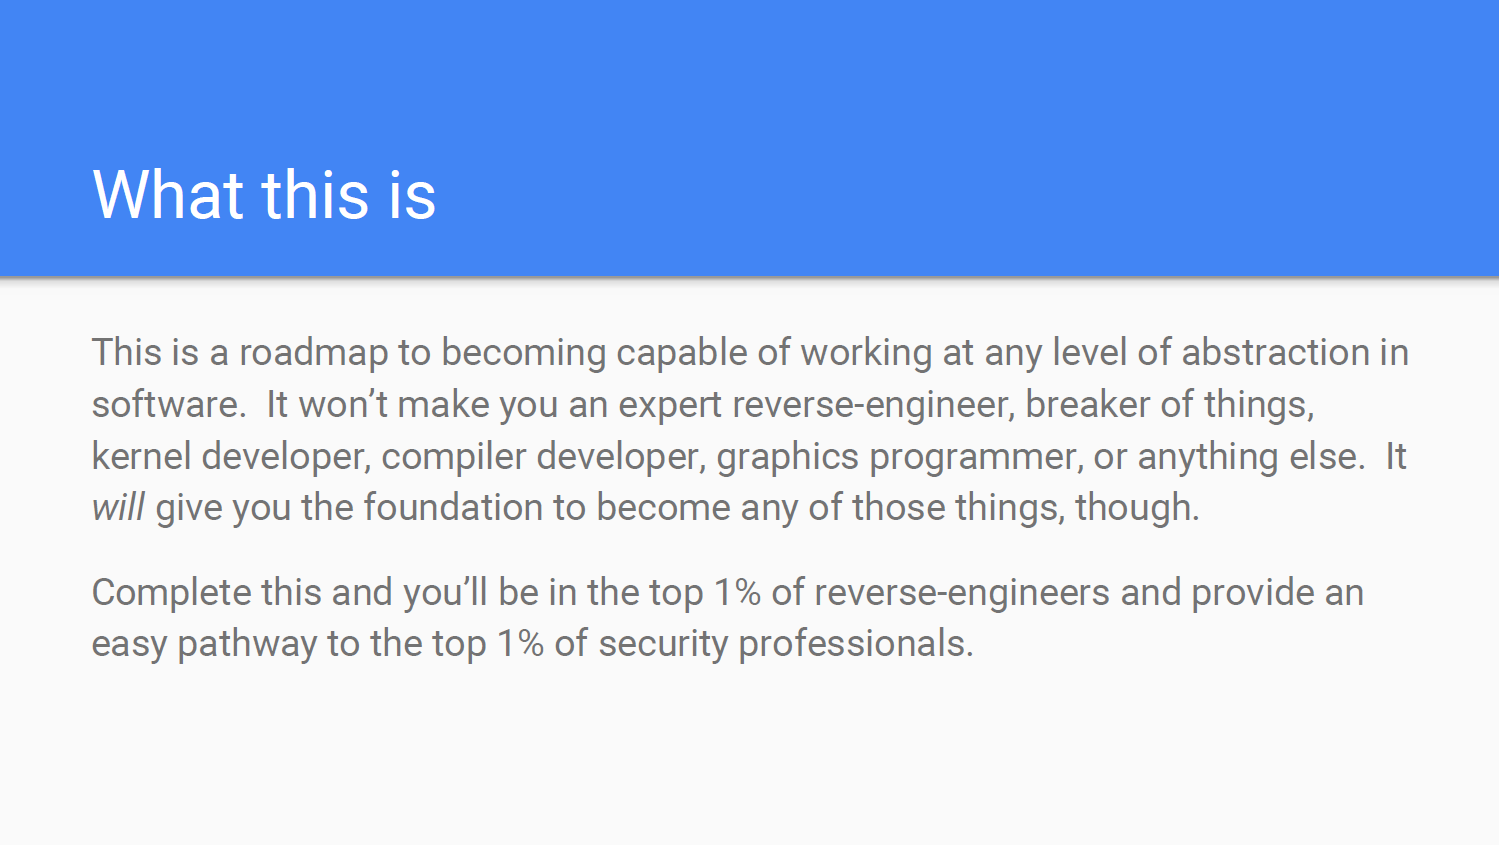 What this is
This is a roadmap to becoming capable of working at any level of abstraction in
software.  It won’t make you an expert reverse-engineer, breaker of things,
kernel developer, compiler developer, graphics programmer, or anything else.  It
will give you the foundation to become any of those things, though.
Complete this and you’ll be in the top 1% of reverse-engineers and provide an
easy pathway to the top 1% of security professionals.